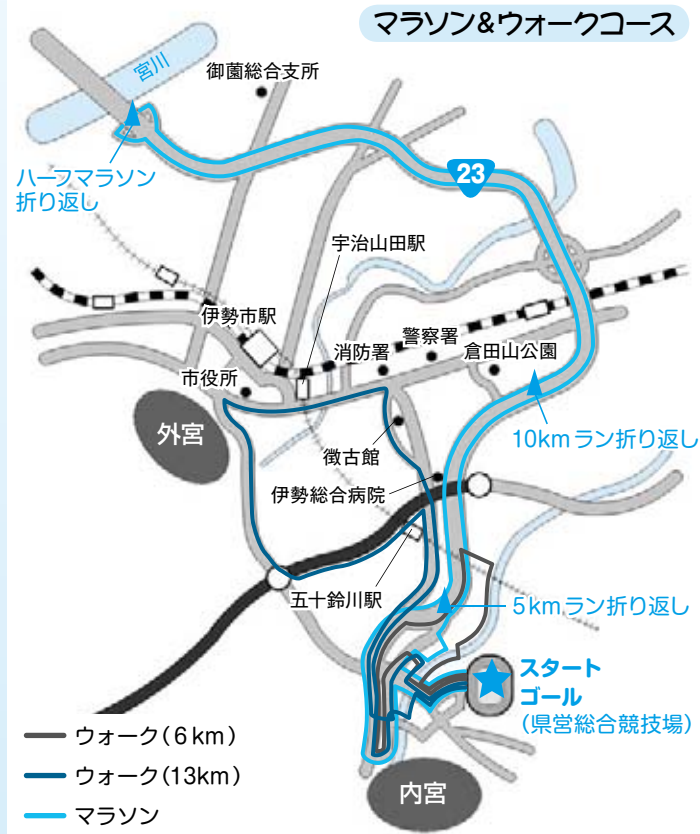 マラソン&ウォークコース
宮川
御薗総合支所
ハーフマラソン
折り返し
23
宇治山田駅
伊勢市駅
消防署
警察署
倉田山公園
市役所
外宮
徴古館
10kmラン折り返し
伊勢総合病院
五十鈴川駅
5kmラン折り返し
スタート
ゴール
(県営総合競技場)
ウォーク(6km)
ウォーク(13km)
マラソン
内宮